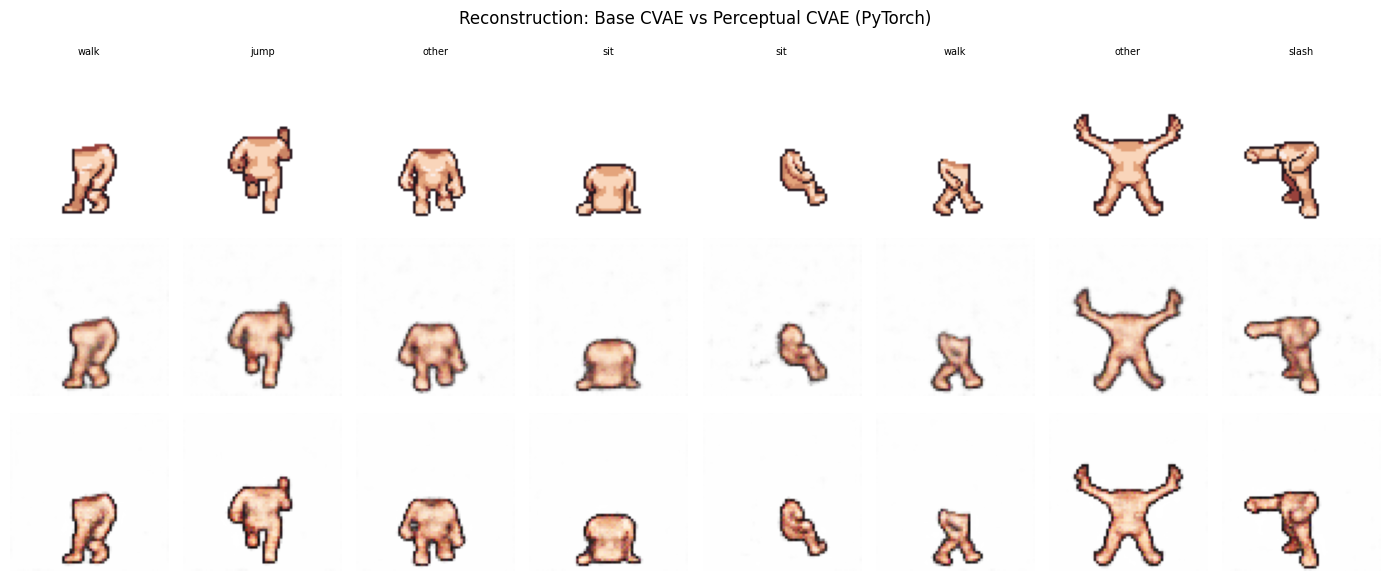 Reconstruction: Base CVAE vs Perceptual CVAE (PyTorch)
walk jump other sit sit walk other slash